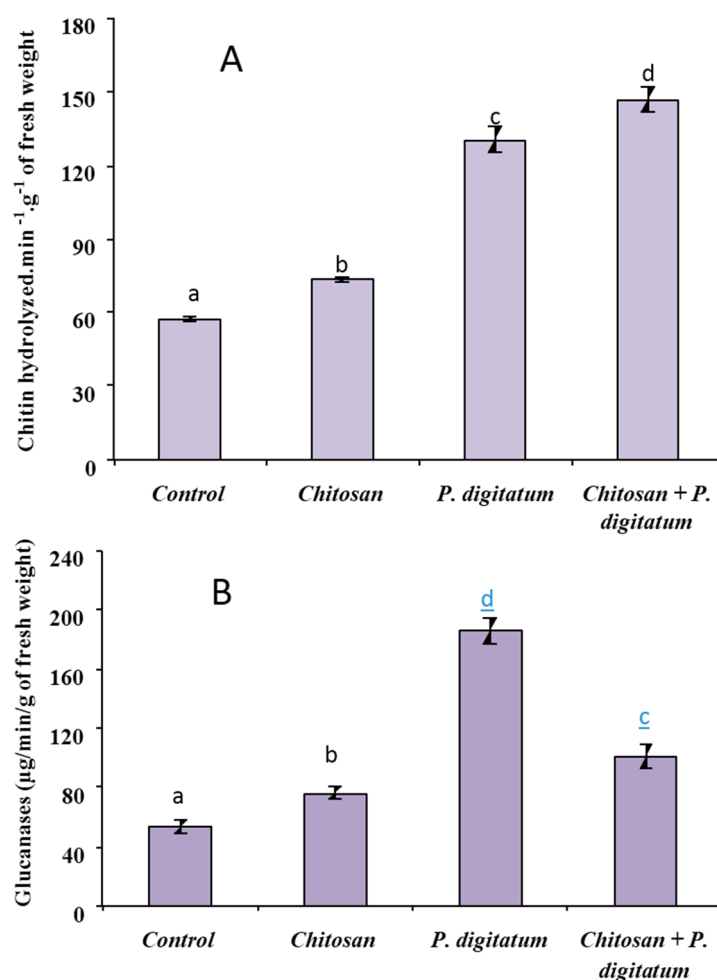 180
A
d
150
c
120
90
b
a
60
30
0
Chitin hydrolyzed.min -1.g-1 of fresh weight
Control
Chitosan
P. digitatum
Chitosan + P.
digitatum
240
B
d
200
160
c
120
b
a
80
40
0
Glucanases (µg/min/g of fresh weight)
Control
Chitosan
P. digitatum
Chitosan + P.
digitatum